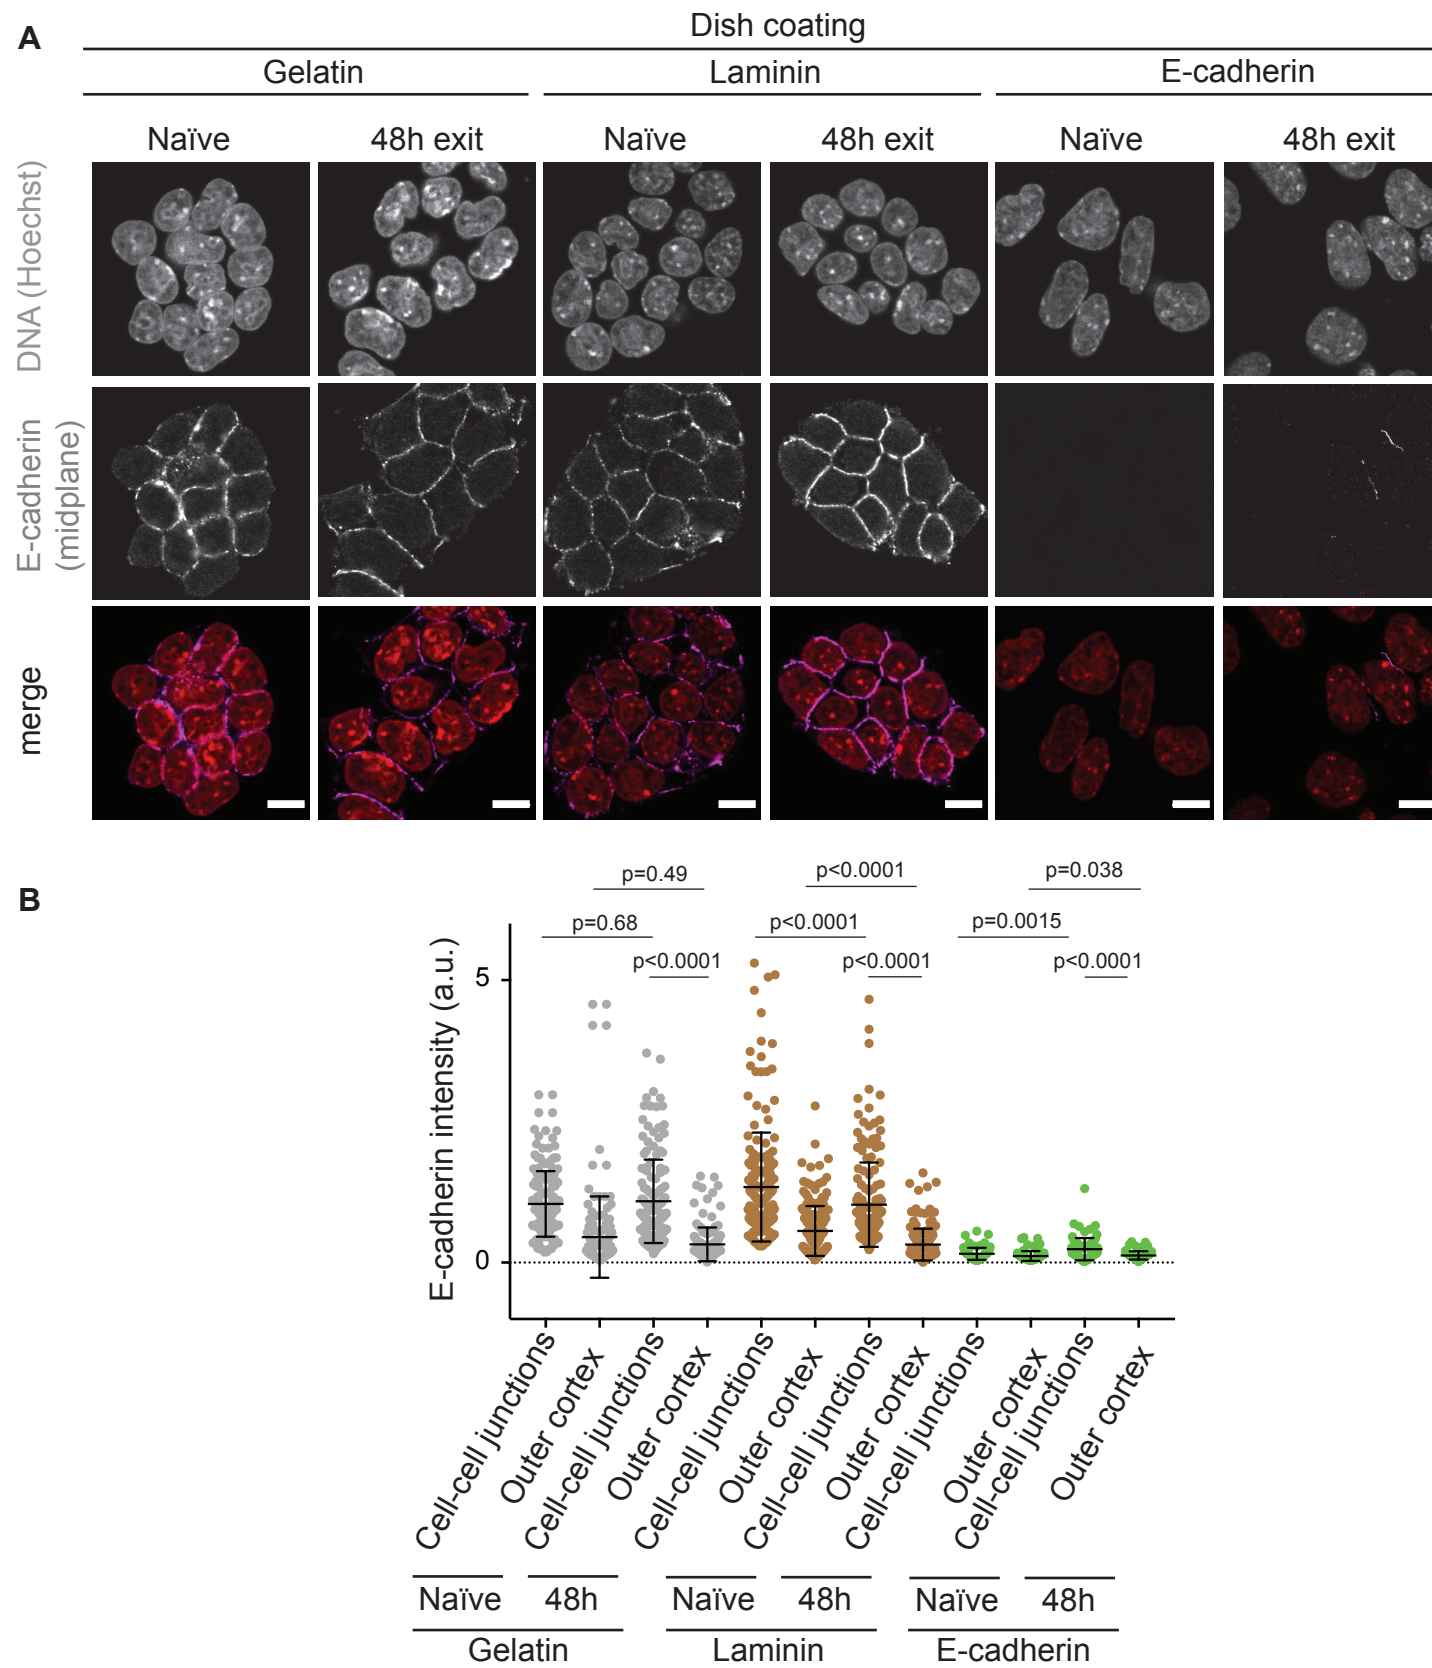 A
Dish coating
Gelatin
Laminin
E-cadherin
Naïve
48h exit
Naïve
48h exit
Naïve
48h exit
DNA (Hoechst)
E-cadherin
(midplane)
merge
B
p=0.49
p<0.0001
p=0.038
p=0.68
p<0.0001
p=0.0015
p<0.0001
p<0.0001
p<0.0001
E-cadherin intensity (a.u.)
5
0
Cell-cell junctions
Outer cortex
Cell-cell junctions
Outer cortex
Cell-cell junctions
Outer cortex
Cell-cell junctions
Outer cortex
Cell-cell junctions
Outer cortex
Cell-cell junctions
Outer cortex
Naïve
48h
Naïve
48h
Naïve
48h
Gelatin
Laminin
E-cadherin